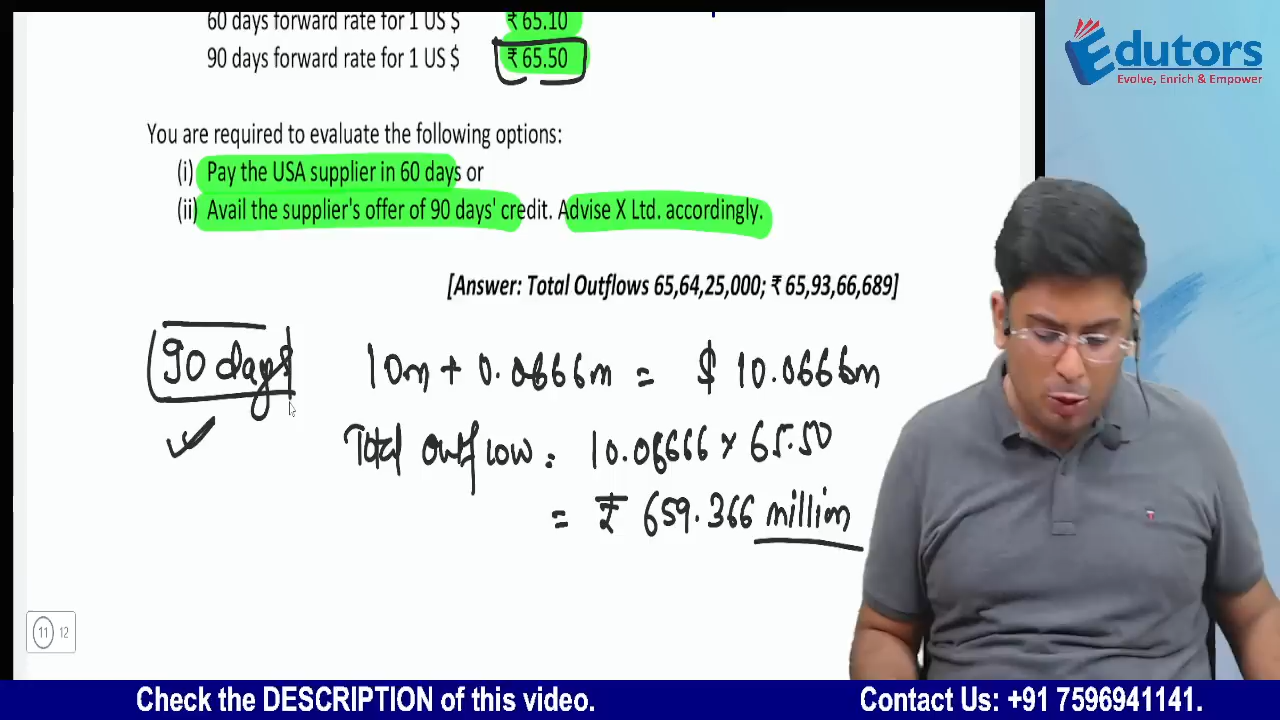 60 days forward rate for 1 US $ ₹ 65.10
90 days forward rate for 1 US $ ₹ 65.50
Edutors
Evolve, Enrich & Empower
You are required to evaluate the following options:
(i) Pay the USA supplier in 60 days or
(ii) Avail the supplier's offer of 90 days' credit. Advise X Ltd. accordingly.
[Answer: Total Outflows 65,64,25,000; ₹ 65,93,66,689]
90 days 10m + 0.0666m = $ 10.0666m
Total outflow = 10.06666 x 65.50
= ₹ 659.366 million
11 12
Check the DESCRIPTION of this video. Contact Us: +91 7596941141.